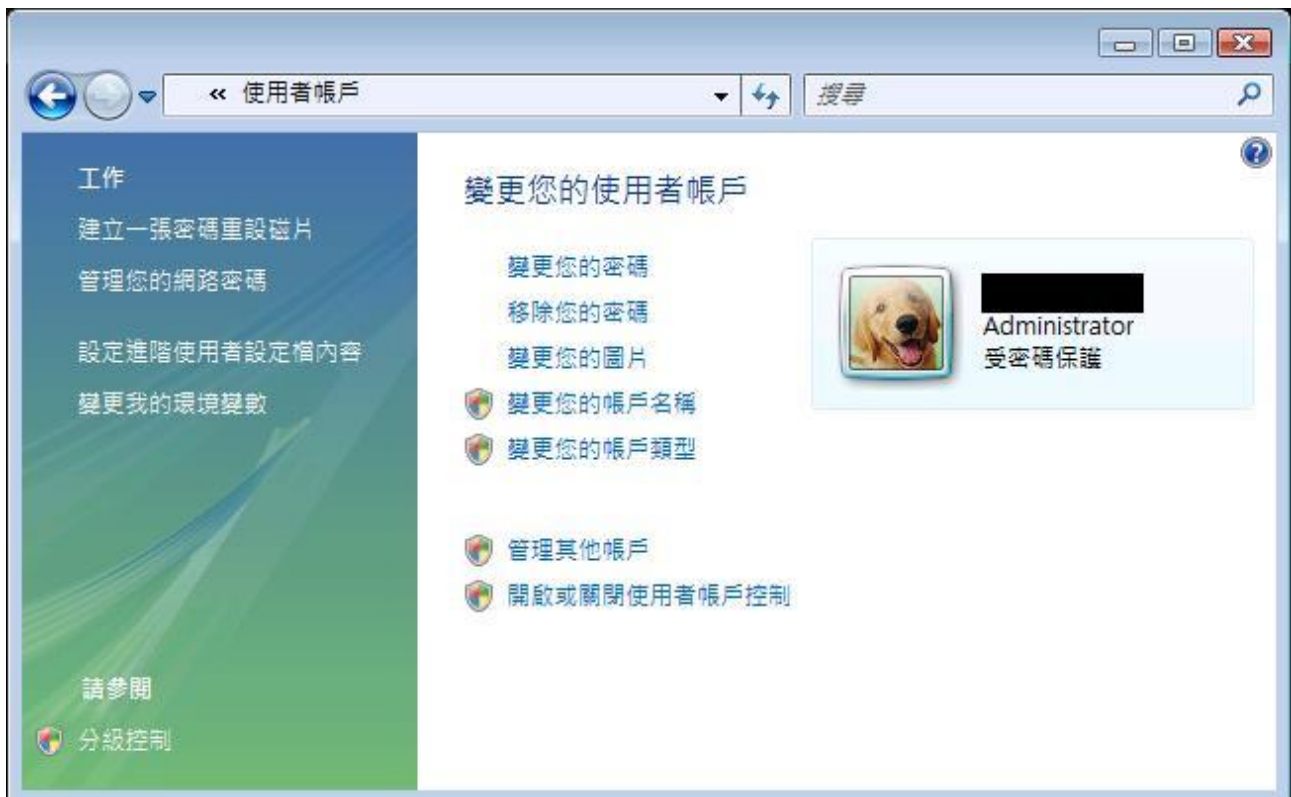 « 使用者帳戶
搜尋
工作
建立一張密碼重設磁片
管理您的網路密碼
設定進階使用者設定檔內容
變更我的環境變數
請參閱
分級控制
變更您的使用者帳戶
變更您的密碼
移除您的密碼
變更您的圖片
變更您的帳戶名稱
變更您的帳戶類型
管理其他帳戶
開啟或關閉使用者帳戶控制
Administrator
受密碼保護